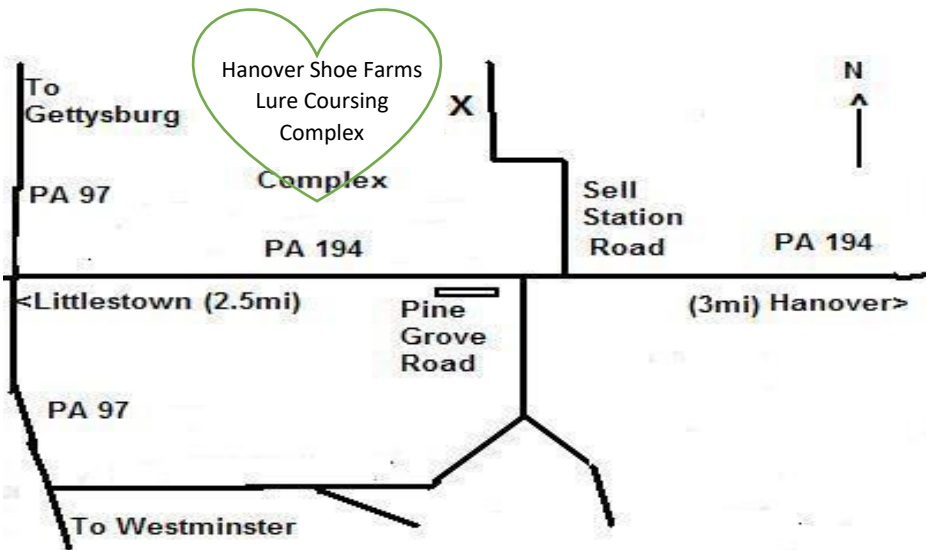 Hanover Shoe Farms
Lure Coursing
Complex
To
Gettysburg
X
N
Complex
PA 97
Sell
Station
Road
PA 194
PA 194
<Littlestown (2.5mi)
(3mi) Hanover>
Pine
Grove
Road
PA 97
To Westminster